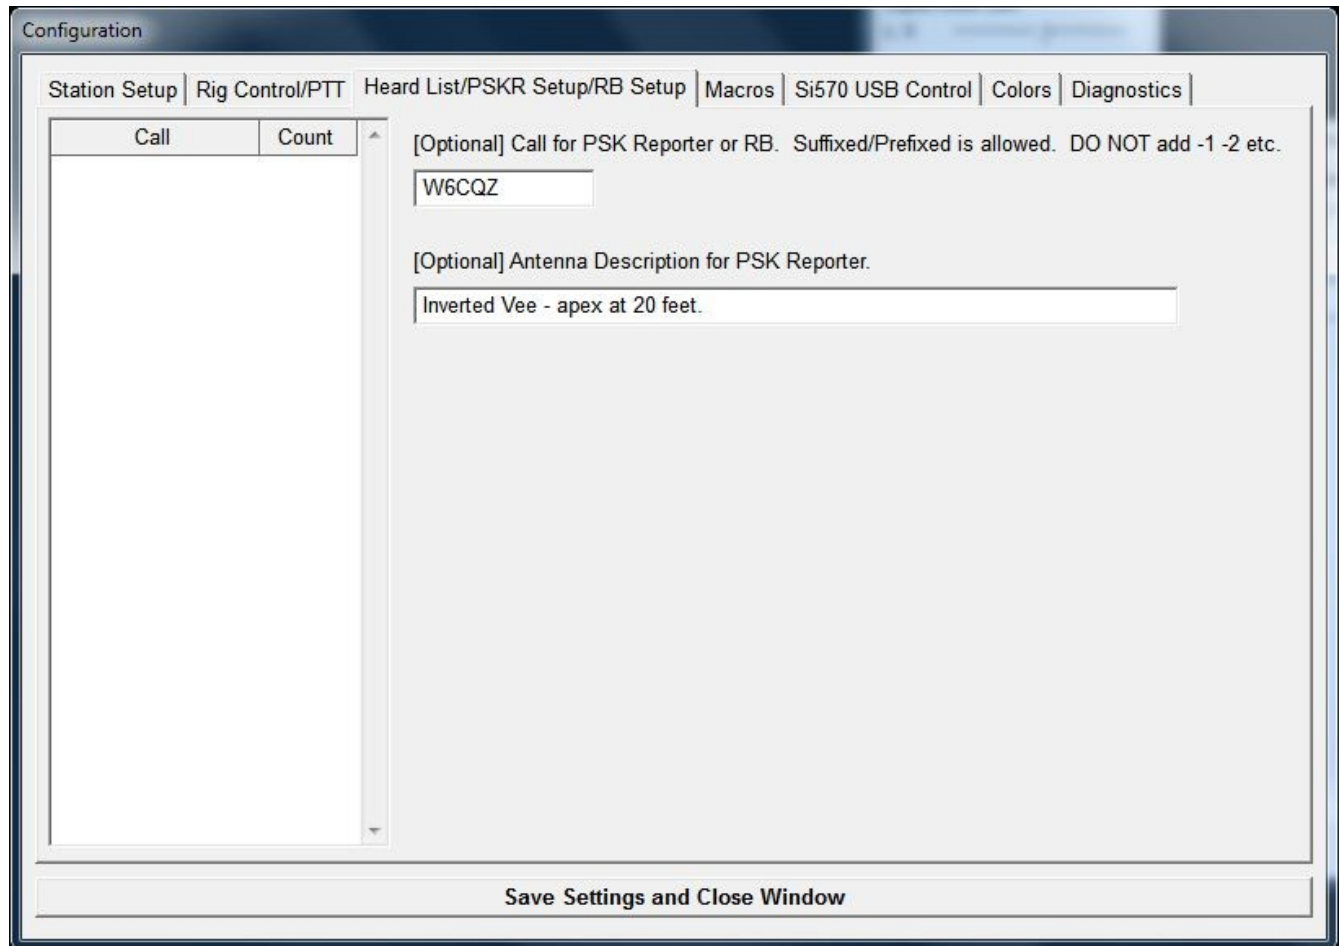 Configuration
Station Setup Rig Control/PTT Heard List/PSKR Setup/RB Setup Macros Si570 USB Control Colors Diagnostics
Call Count
[Optional] Call for PSK Reporter or RB. Suffixed/Prefixed is allowed. DO NOT add -1 -2 etc.
W6CQZ
[Optional] Antenna Description for PSK Reporter.
Inverted Vee - apex at 20 feet.
Save Settings and Close Window